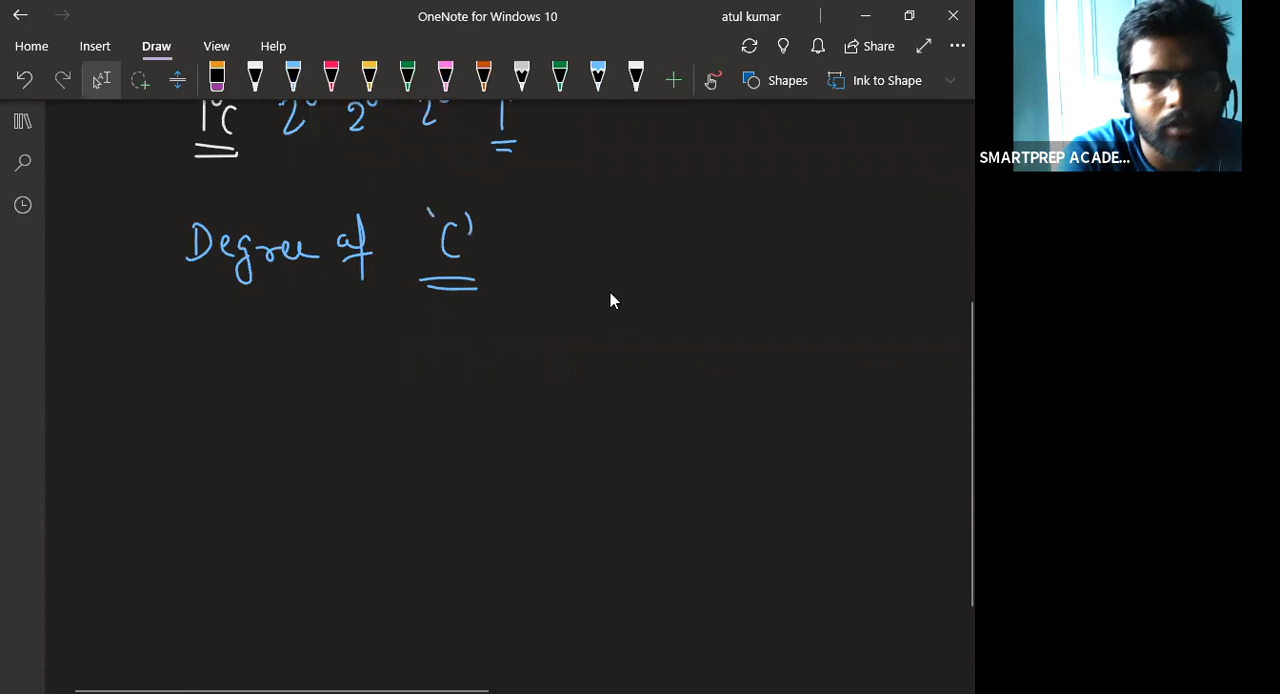 OneNote for Windows 10
atul kumar
Home Insert Draw View Help
Share
Shapes Ink to Shape
SMARTPREP ACADE...
1°C 2° 2° 2° 1°
Degree of 'C'